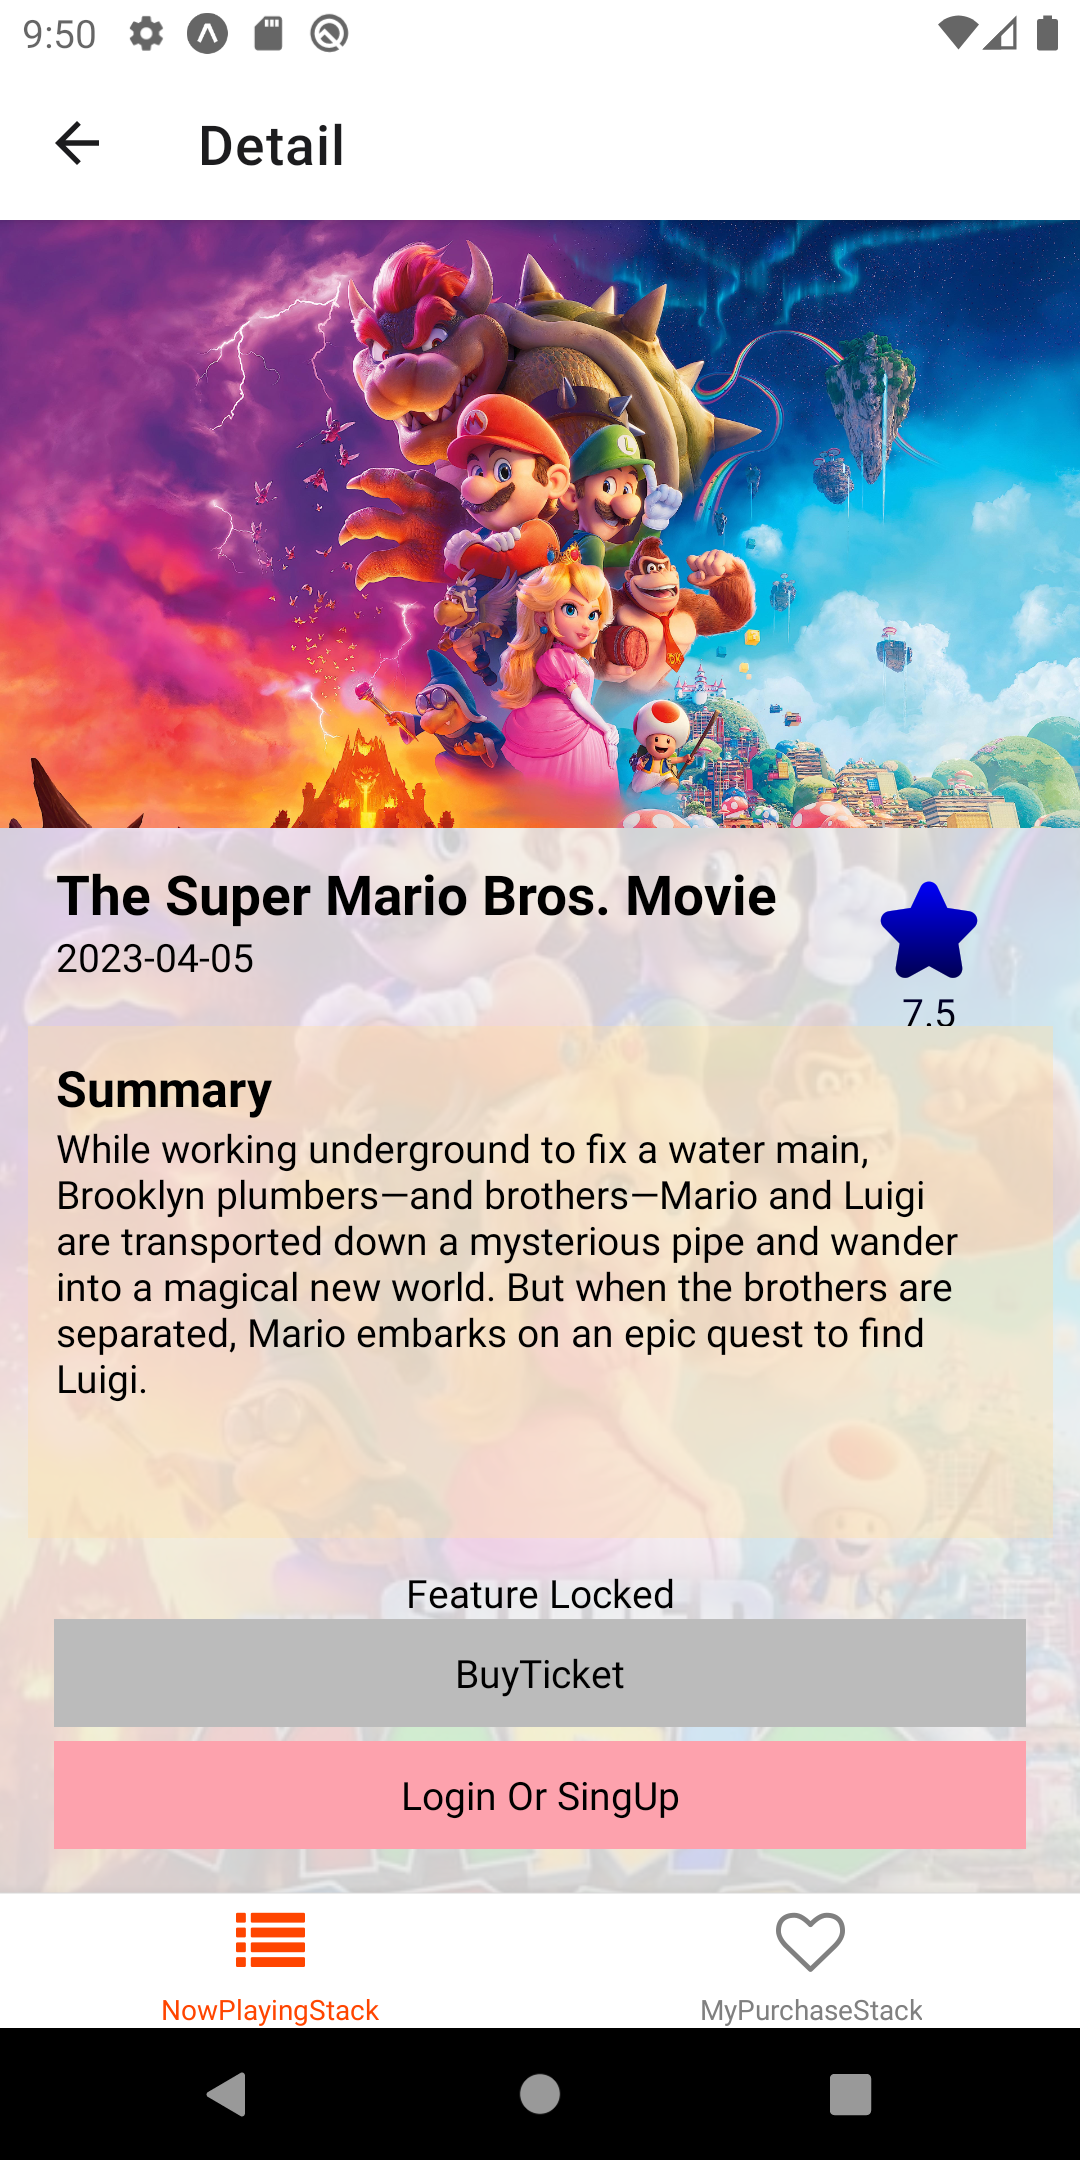 9:50
Detail
The Super Mario Bros. Movie
2023-04-05
7.5
Summary
While working underground to fix a water main,
Brooklyn plumbers—and brothers—Mario and Luigi
are transported down a mysterious pipe and wander
into a magical new world. But when the brothers are
separated, Mario embarks on an epic quest to find
Luigi.
Feature Locked
BuyTicket
Login Or SingUp
NowPlayingStack
MyPurchaseStack